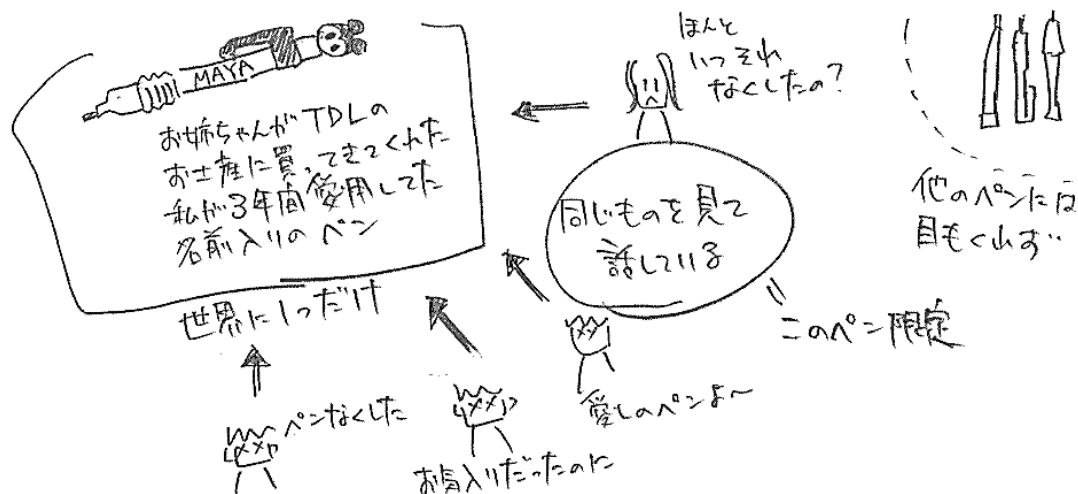 MAYA
お姉ちゃんがTDLの
お土産に買ってきてくれた
私が3年間愛用してた
名前入りのペン
世界に1つだけ
ほんと
いつそれ
なくしたの?
同じものを見て
話している
このペン限定
他のペンには
目もくれず…
ペンなくした
お気入りだったのに
愛しのペンよ〜